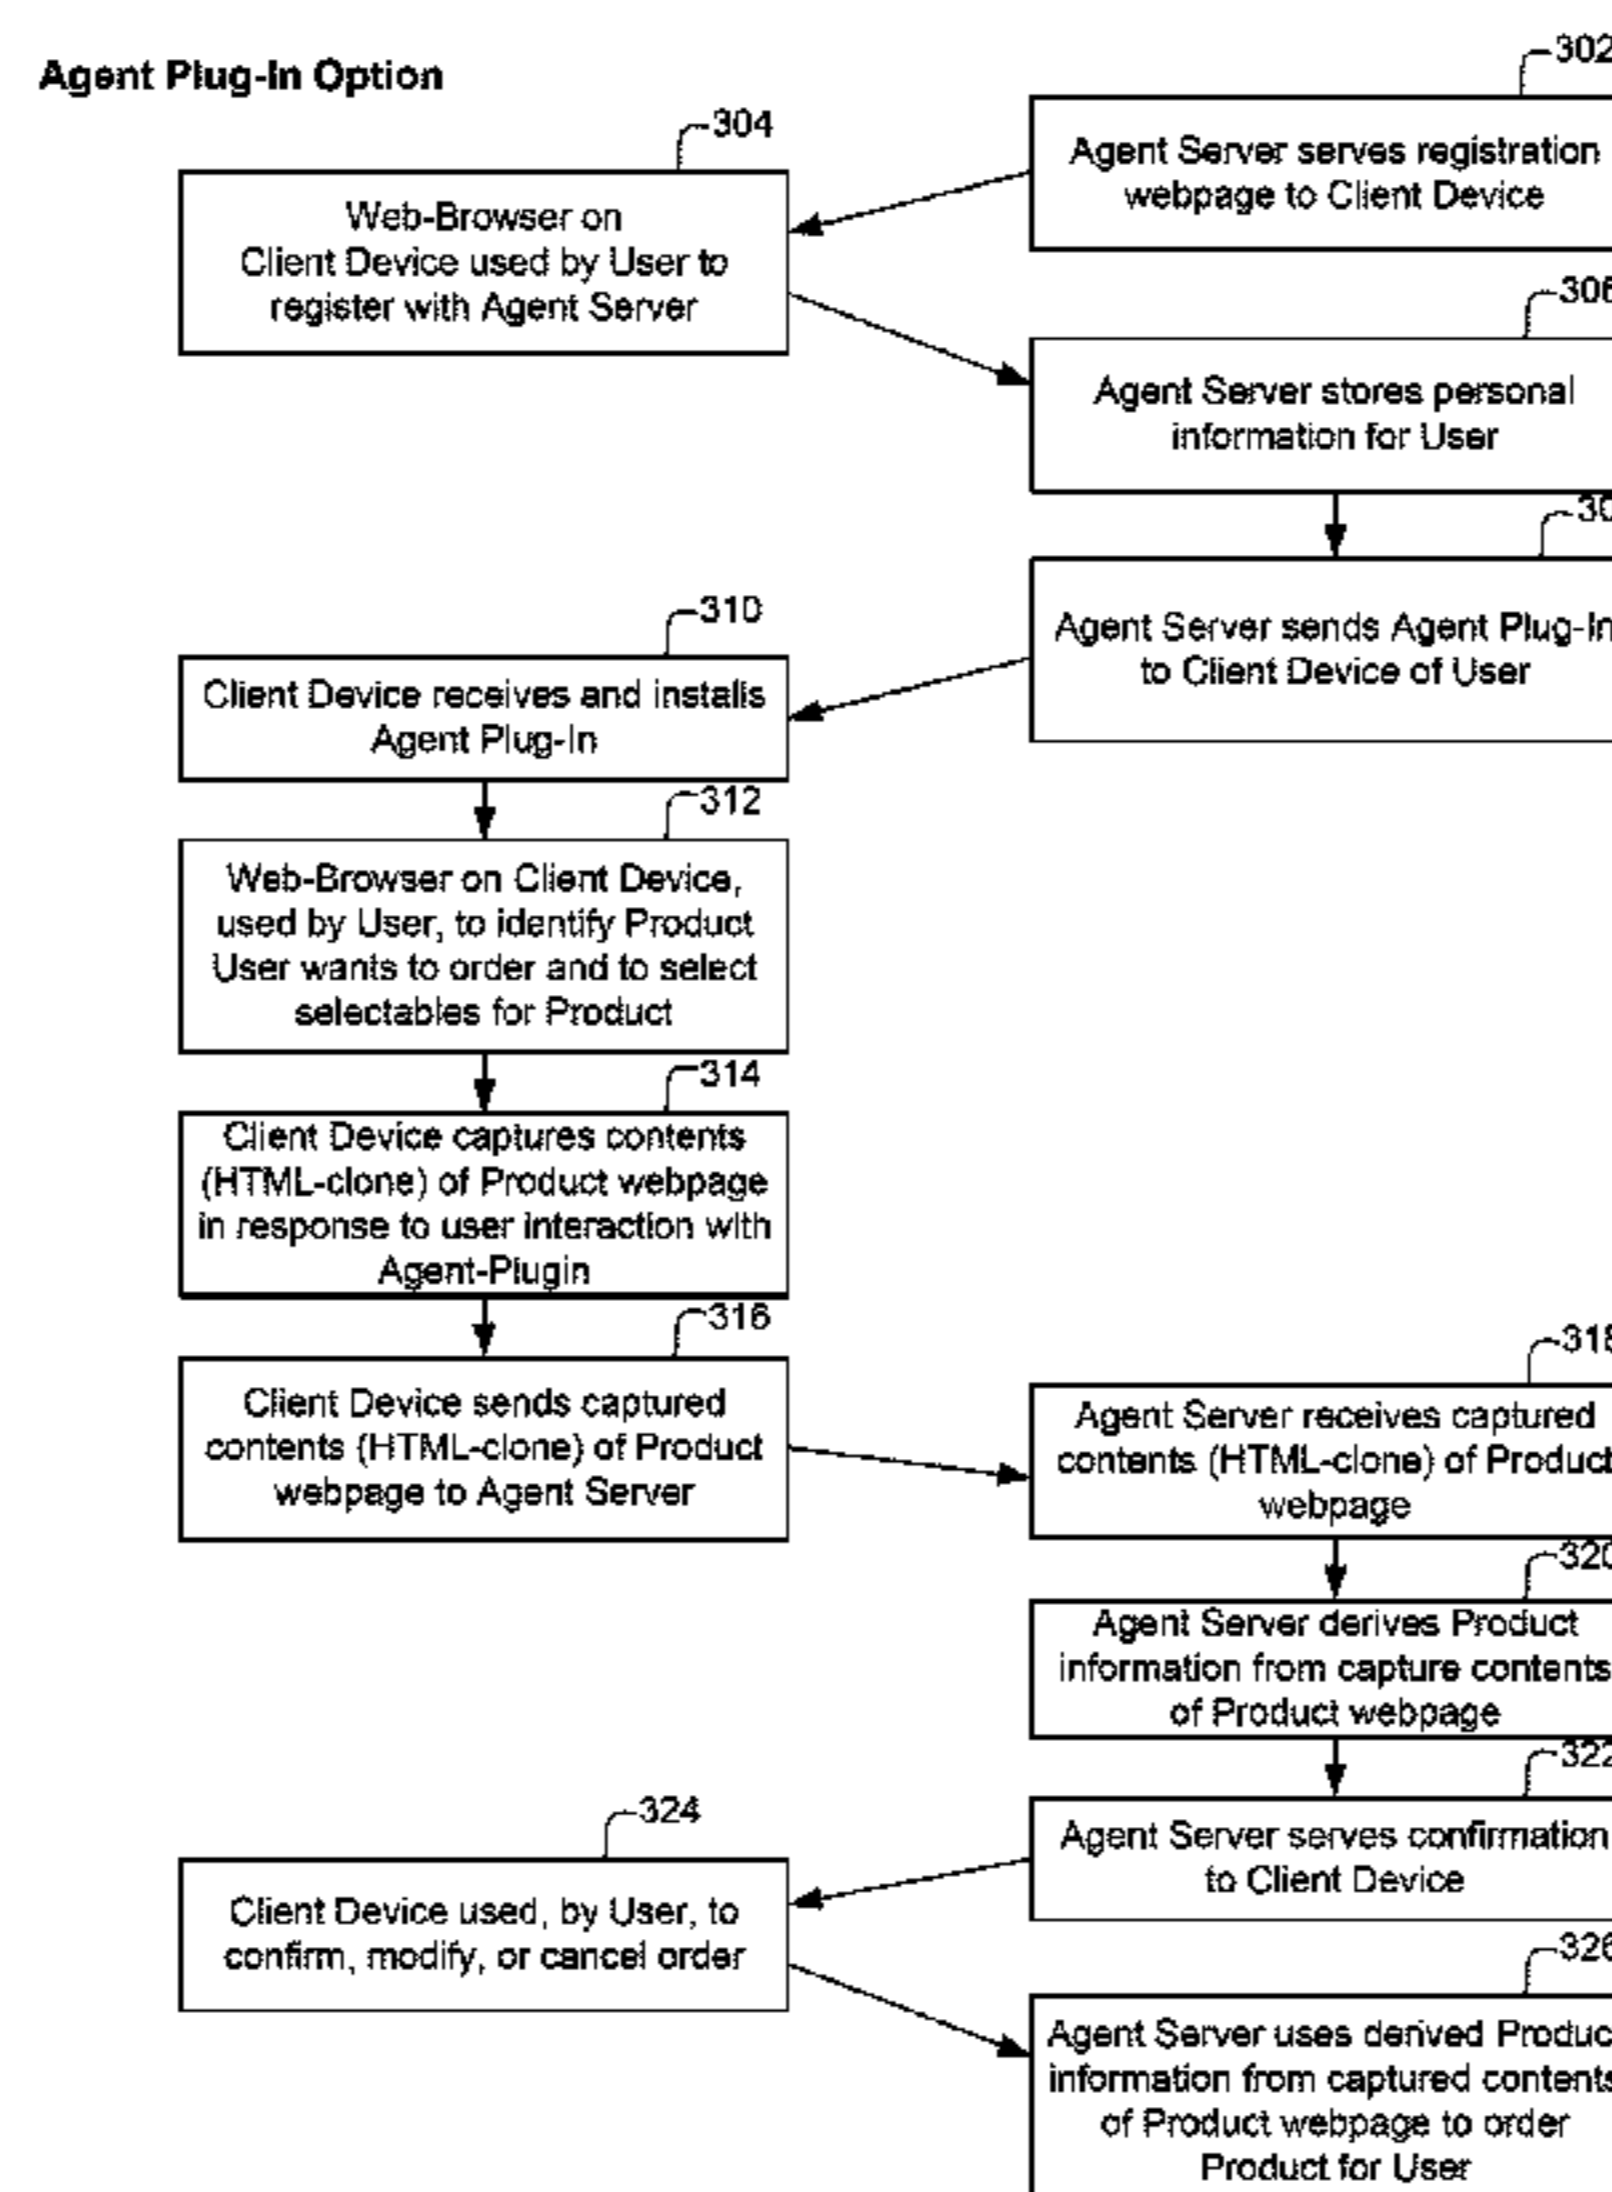 Agent Plug-In Option
302
Agent Server serves registration
webpage to Client Device
304
Web-Browser on
Client Device used by User to
register with Agent Server
306
Agent Server stores personal
information for User
30
Agent Server sends Agent Plug-In
to Client Device of User
310
Client Device receives and installs
Agent Plug-In
312
Web-Browser on Client Device,
used by User, to identify Product
User wants to order and to select
selectables for Product
314
Client Device captures contents
(HTML-clone) of Product webpage
in response to user interaction with
Agent-Plugin
316
Client Device sends captured
contents (HTML-clone) of Product
webpage to Agent Server
318
Agent Server receives captured
contents (HTML-clone) of Product
webpage
320
Agent Server derives Product
information from capture contents
of Product webpage
322
Agent Server serves confirmation
to Client Device
324
Client Device used, by User, to
confirm, modify, or cancel order
326
Agent Server uses derived Product
information from captured contents
of Product webpage to order
Product for User